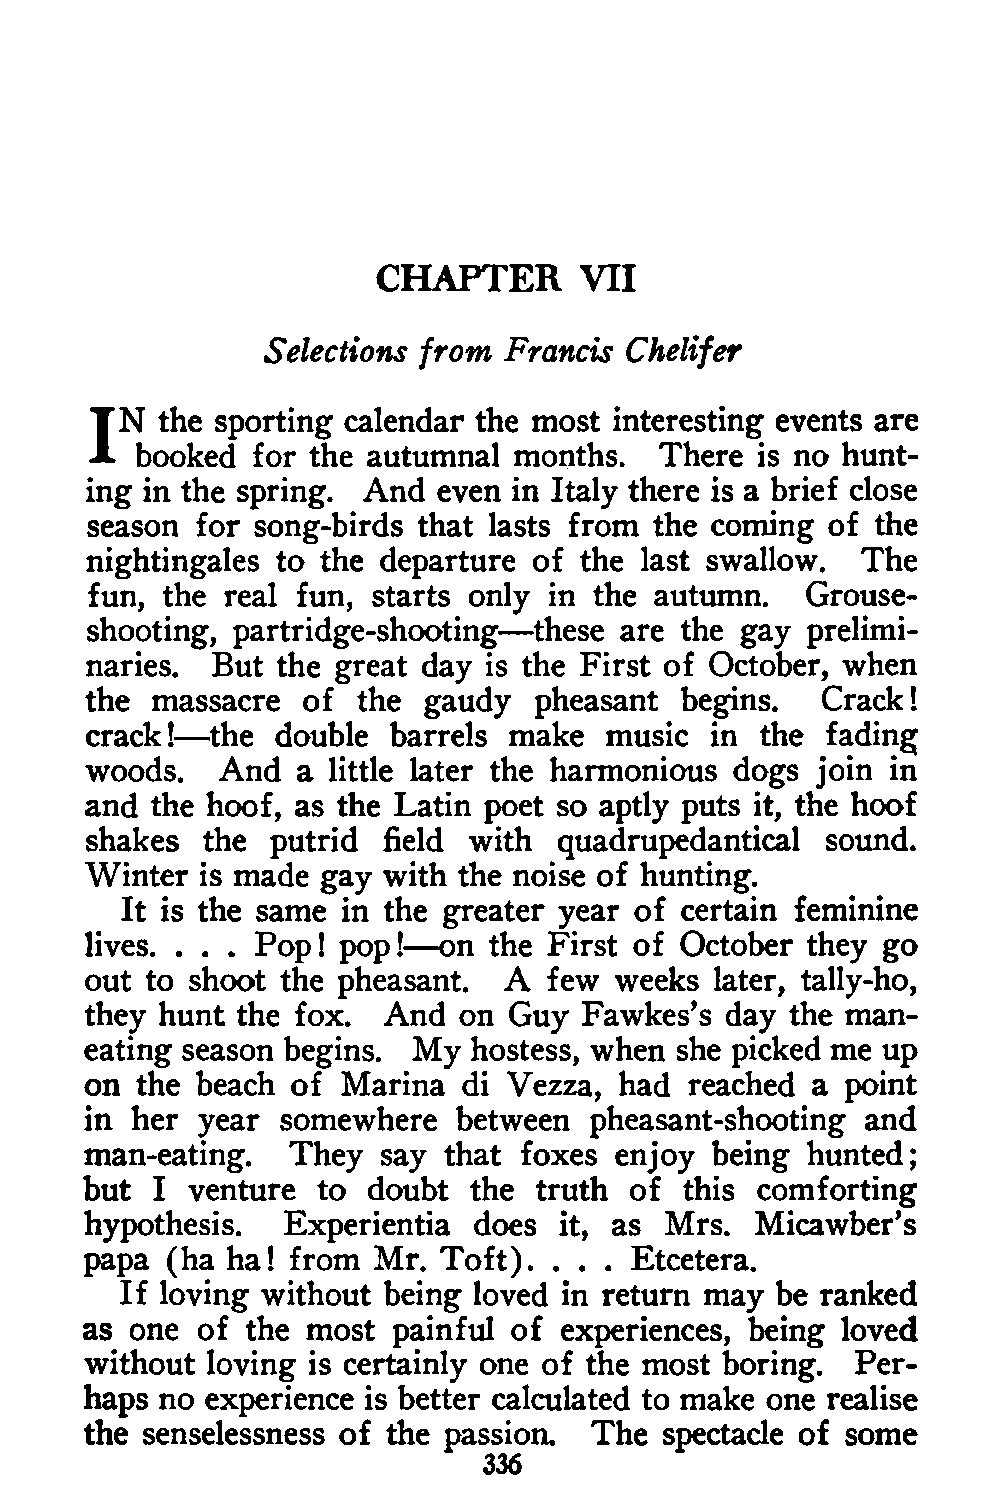 CHAPTER VII
Selections from Francis Chelifer
IN the sporting calendar the most interesting events are
booked for the autumnal months. There is no hunt-
ing in the spring. And even in Italy there is a brief close
season for song-birds that lasts from the coming of the
nightingales to the departure of the last swallow. The
fun, the real fun, starts only in the autumn. Grouse-
shooting, partridge-shooting—these are the gay prelimi-
naries. But the great day is the First of October, when
the massacre of the gaudy pheasant begins. Crack!
crack!—the double barrels make music in the fading
woods. And a little later the harmonious dogs join in
and the hoof, as the Latin poet so aptly puts it, the hoof
shakes the putrid field with quadrupedantical sound.
Winter is made gay with the noise of hunting.
It is the same in the greater year of certain feminine
lives. . . . Pop! pop!—on the First of October they go
out to shoot the pheasant. A few weeks later, tally-ho,
they hunt the fox. And on Guy Fawkes's day the man-
eating season begins. My hostess, when she picked me up
on the beach of Marina di Vezza, had reached a point
in her year somewhere between pheasant-shooting and
man-eating. They say that foxes enjoy being hunted;
but I venture to doubt the truth of this comforting
hypothesis. Experientia does it, as Mrs. Micawber's
papa (ha ha! from Mr. Toft). . . . Etcetera.
If loving without being loved in return may be ranked
as one of the most painful of experiences, being loved
without loving is certainly one of the most boring. Per-
haps no experience is better calculated to make one realise
the senselessness of the passion. The spectacle of some
336